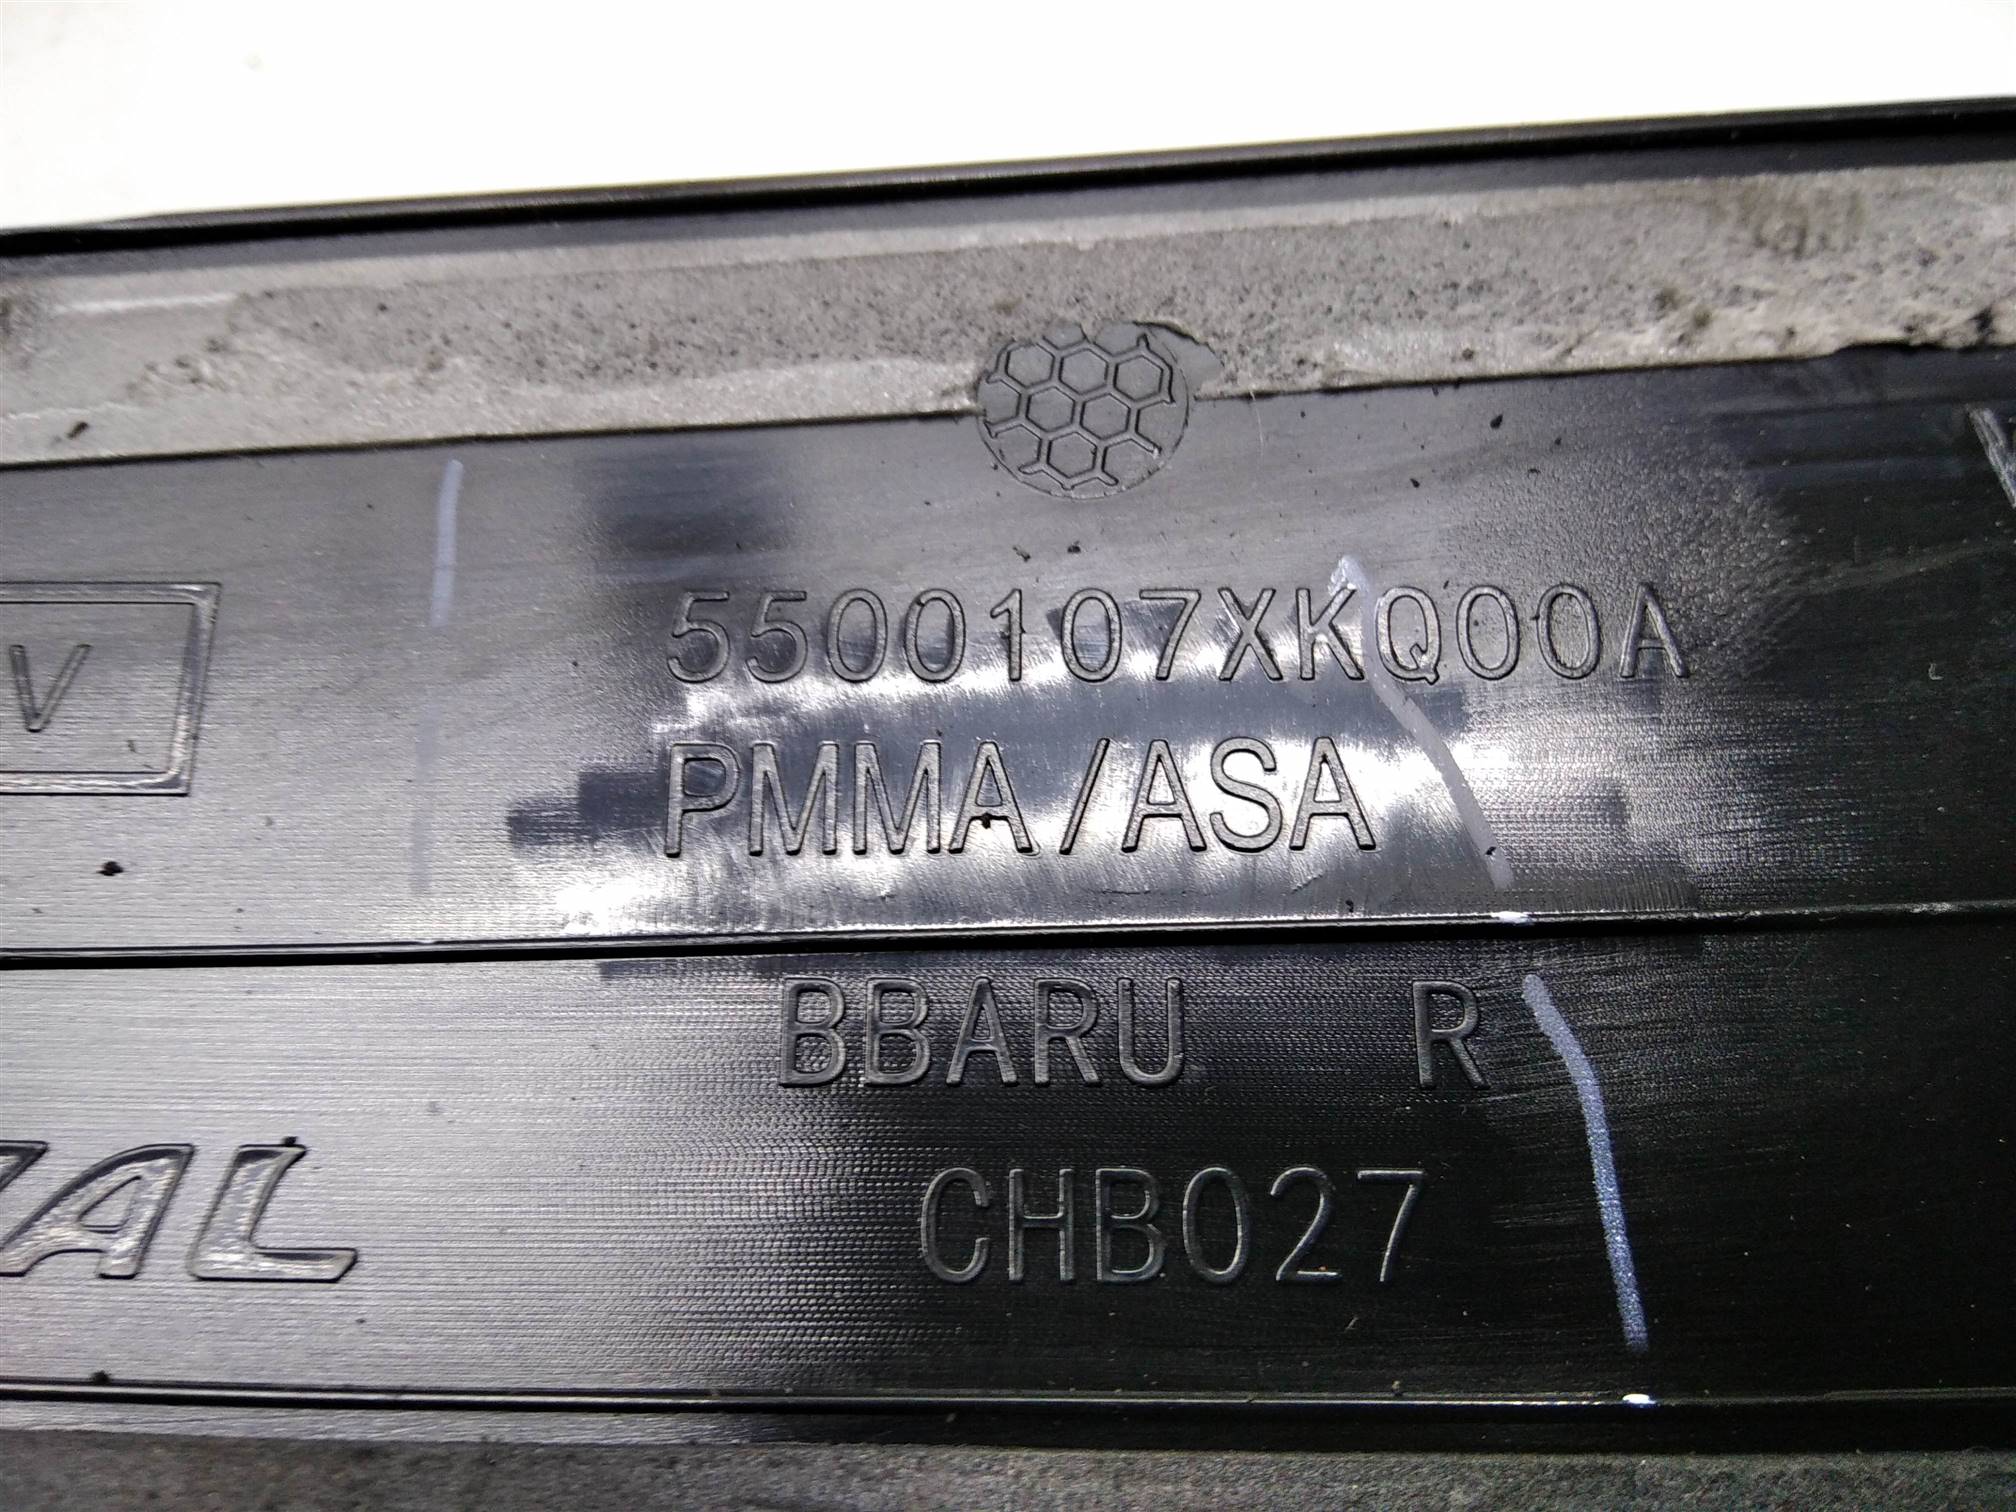 5500107XKQ00A
V
PMMA/ASA
BBARU R
CHB027